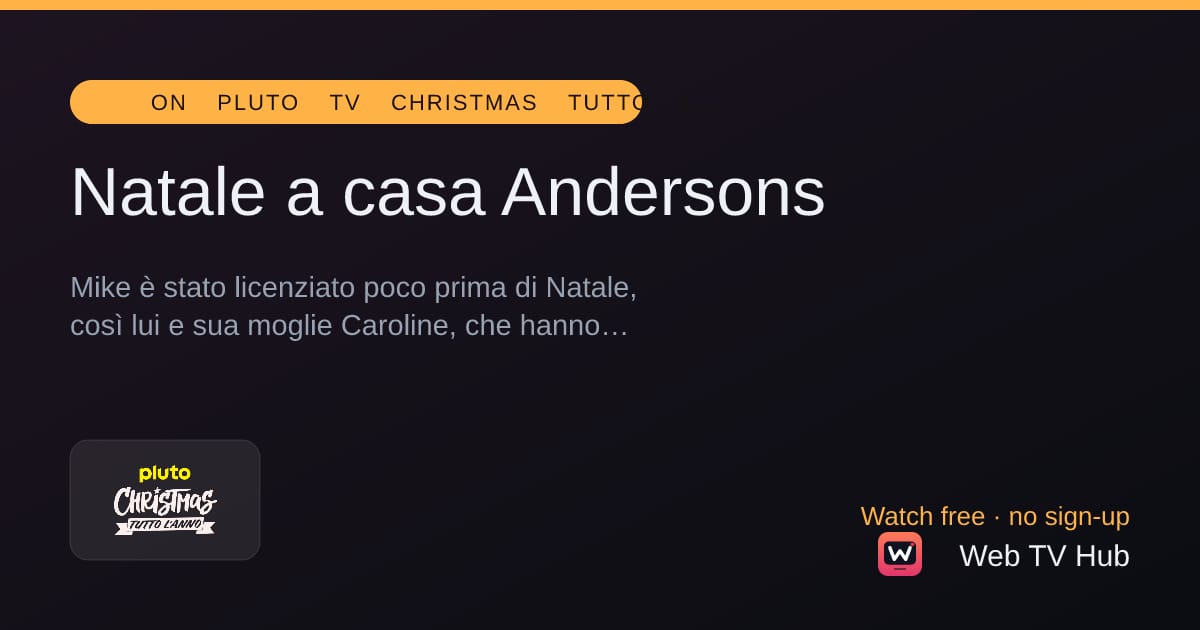 ON PLUTO TV CHRISTMAS TUTTO
Natale a casa Andersons
Mike è stato licenziato poco prima di Natale,
così lui e sua moglie Caroline, che hanno…
pluto
CHRISTMAS
TUTTO L'ANNO
Watch free · no sign-up
W
Web TV Hub